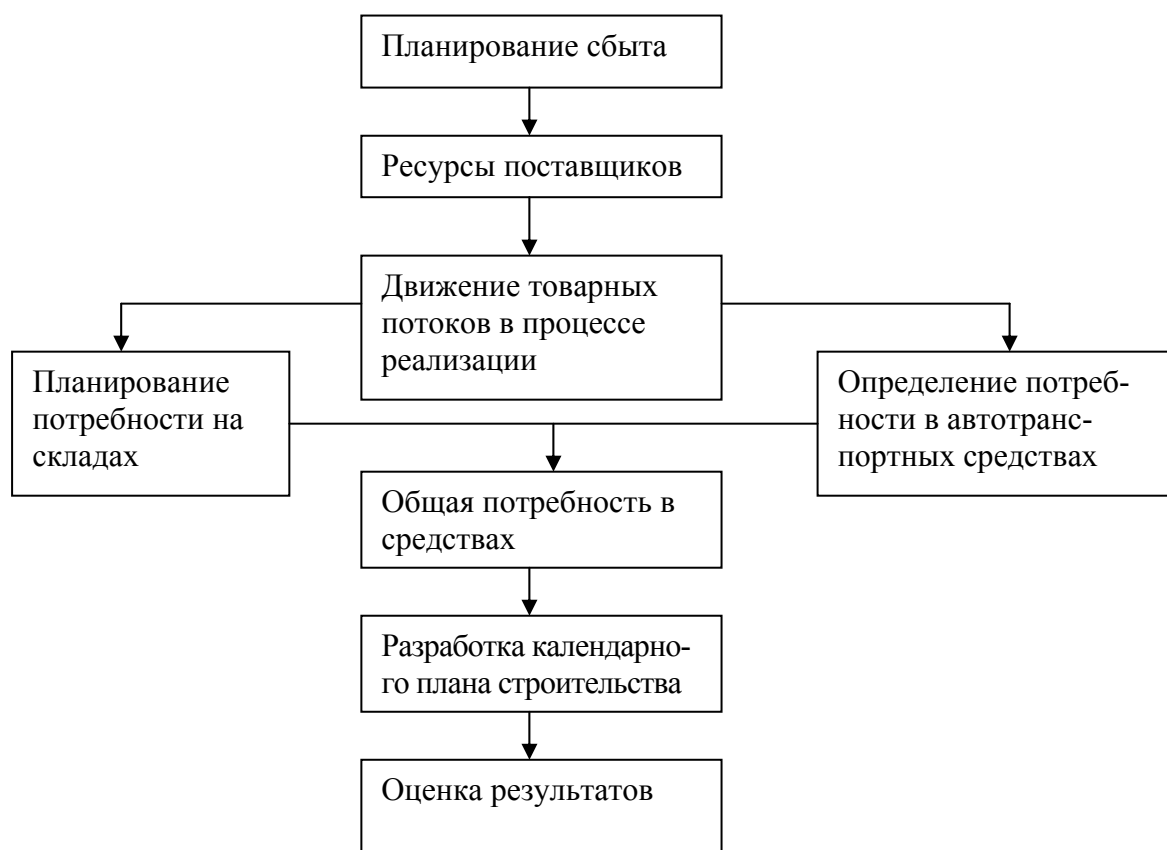 Планирование сбыта
Ресурсы поставщиков
Движение товарных
потоков в процессе
реализации
Планирование
потребности на
складах
Определение потреб-
ности в автотранс-
портных средствах
Общая потребность в
средствах
Разработка календарно-
го плана строительства
Оценка результатов